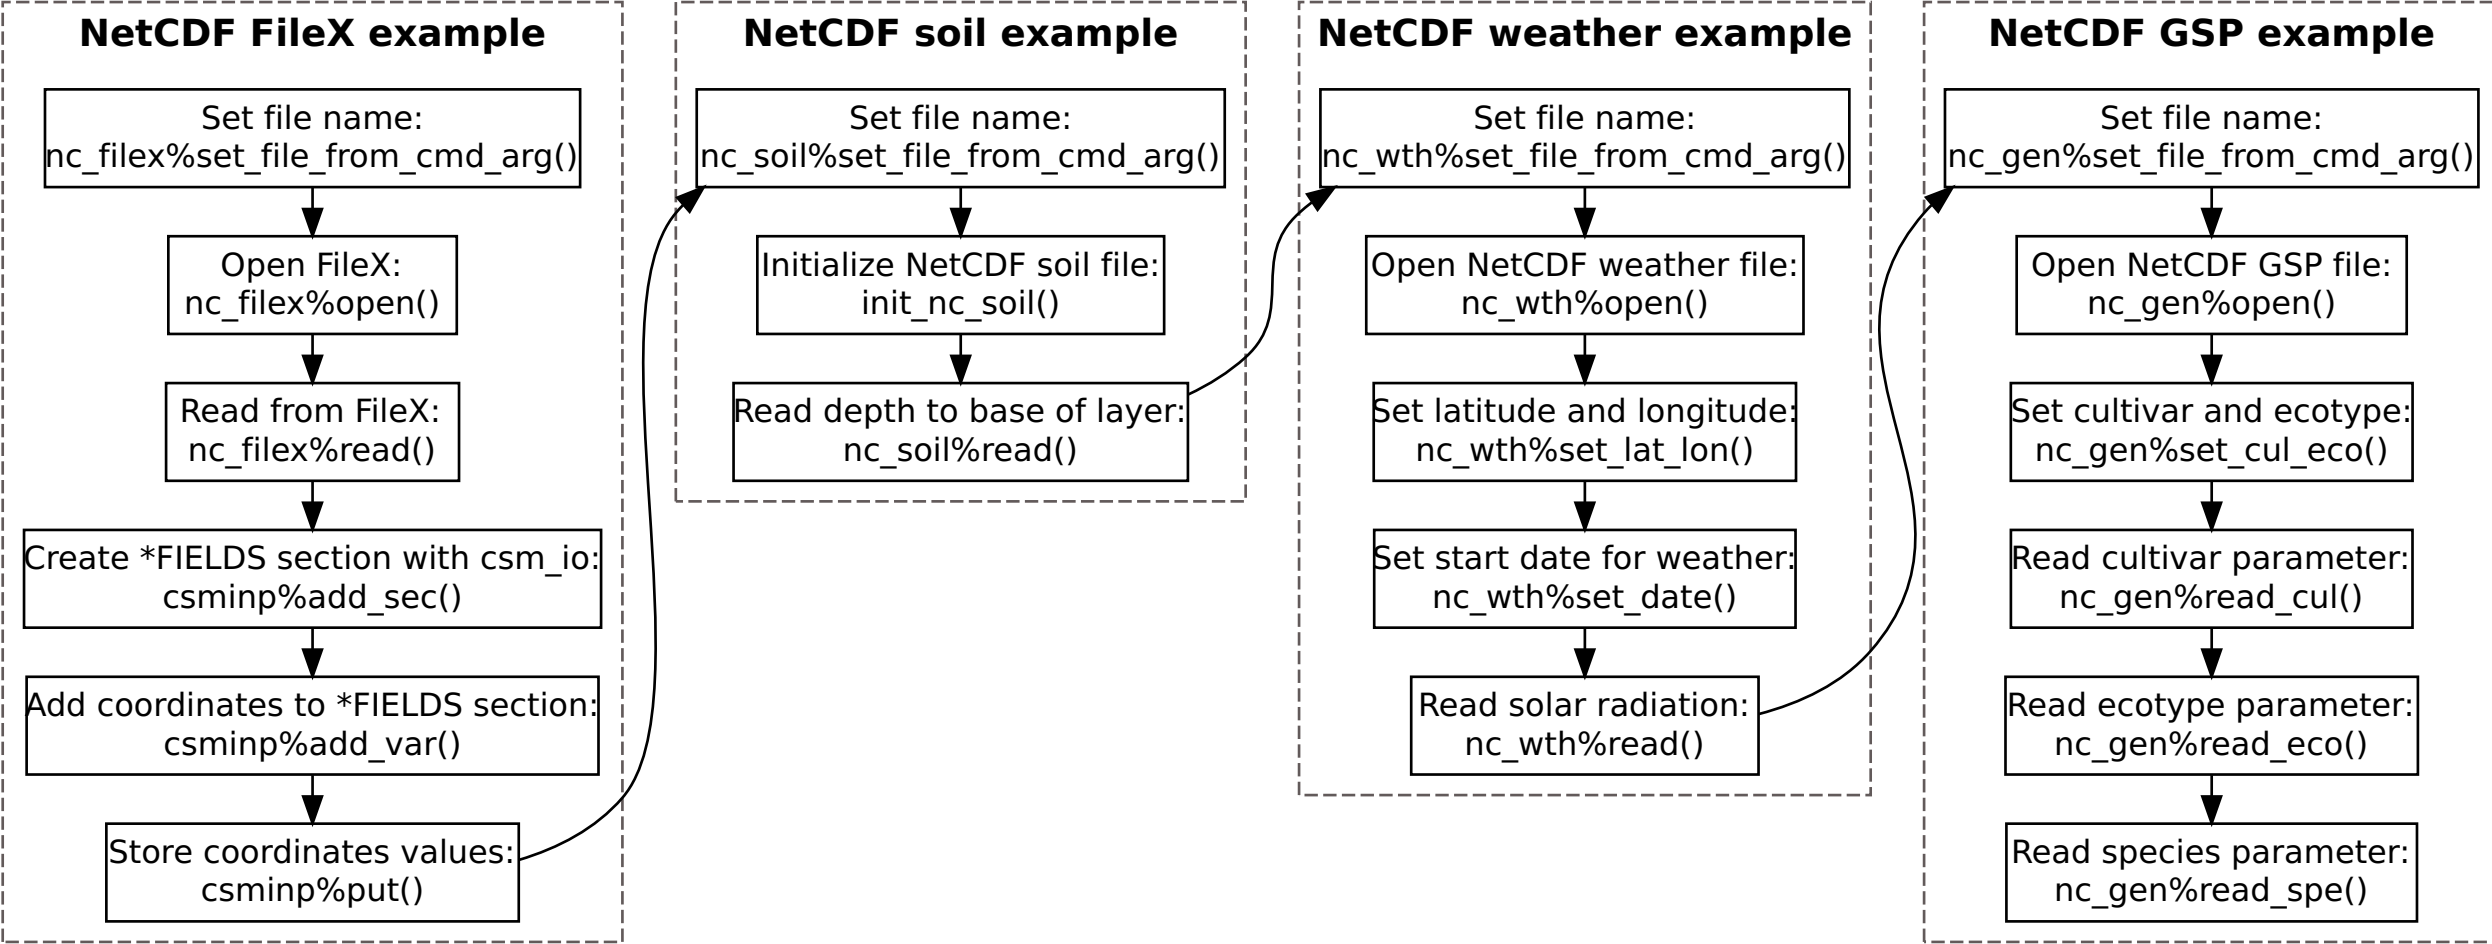 NetCDF FileX example
Set file name:
nc_filex%set_file_from_cmd_arg()
Open FileX:
nc_filex%open()
Read from FileX:
nc_filex%read()
Create *FIELDS section with csm_io:
csminp%add_sec()
Add coordinates to *FIELDS section:
csminp%add_var()
Store coordinates values:
csminp%put()
NetCDF soil example
Set file name:
nc_soil%set_file_from_cmd_arg()
Initialize NetCDF soil file:
init_nc_soil()
Read depth to base of layer:
nc_soil%read()
NetCDF weather example
Set file name:
nc_wth%set_file_from_cmd_arg()
Open NetCDF weather file:
nc_wth%open()
Set latitude and longitude:
nc_wth%set_lat_lon()
Set start date for weather:
nc_wth%set_date()
Read solar radiation:
nc_wth%read()
NetCDF GSP example
Set file name:
nc_gen%set_file_from_cmd_arg()
Open NetCDF GSP file:
nc_gen%open()
Set cultivar and ecotype:
nc_gen%set_cul_eco()
Read cultivar parameter:
nc_gen%read_cul()
Read ecotype parameter:
nc_gen%read_eco()
Read species parameter:
nc_gen%read_spe()